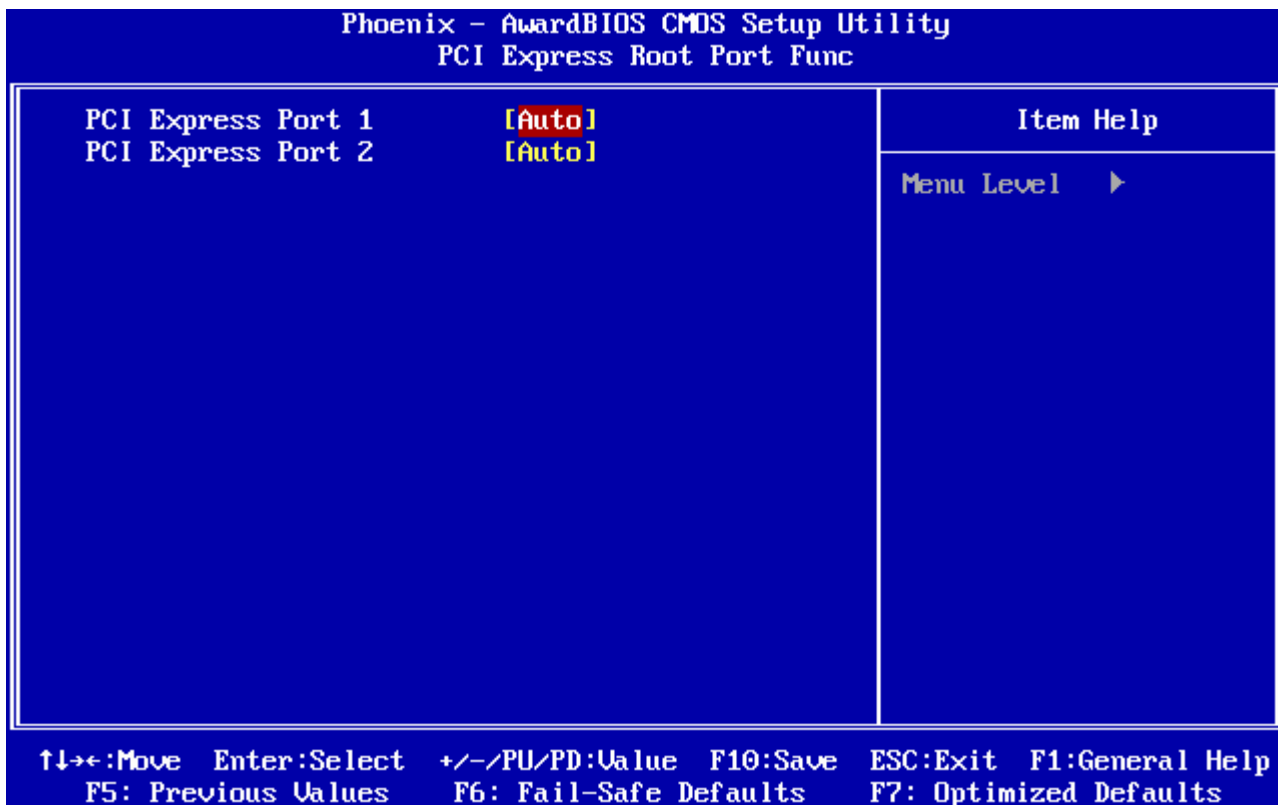 Phoenix - AwardBIOS CMOS Setup Utility
PCI Express Root Port Func
PCI Express Port 1 [Auto]
PCI Express Port 2 [Auto]
Item Help
Menu Level ▶
↑↓→←:Move Enter:Select +/-/PU/PD:Value F10:Save ESC:Exit F1:General Help
F5: Previous Values F6: Fail-Safe Defaults F7: Optimized Defaults